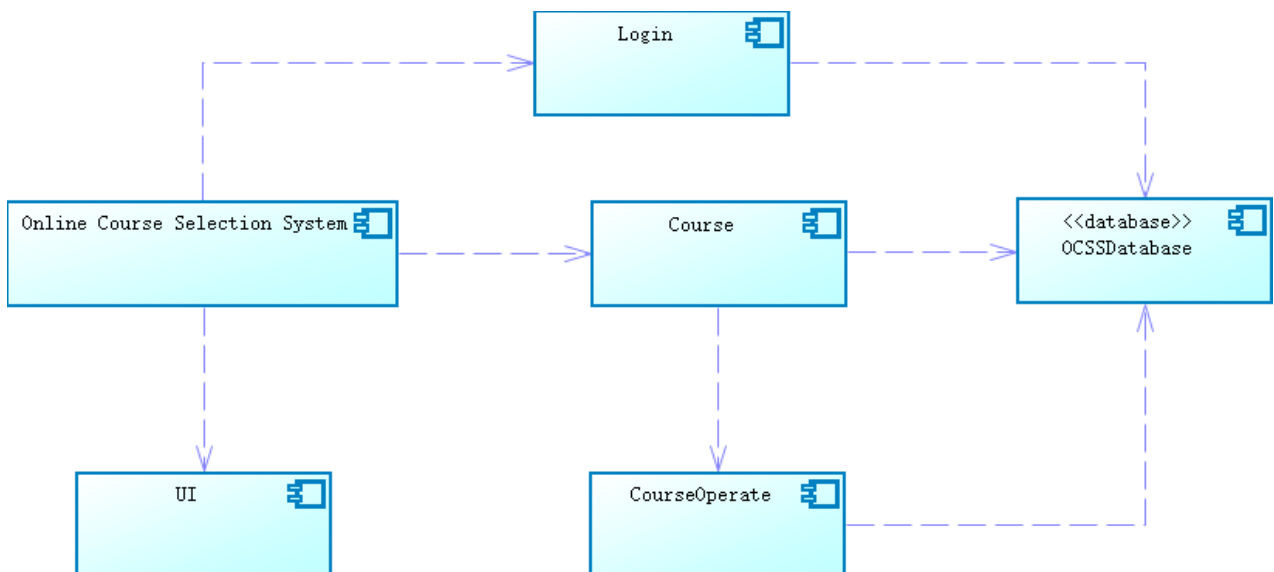 Login
Online Course Selection System
Course
<<database>>
OCSSDatabase
UI
CourseOperate